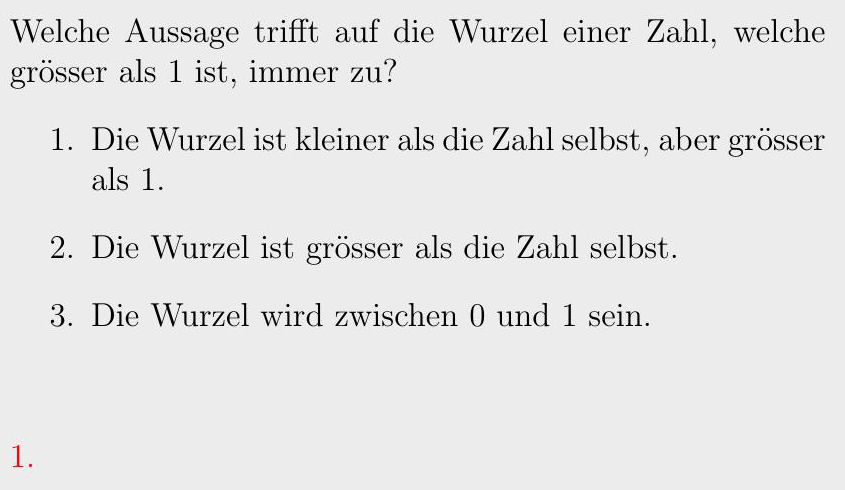 Welche Aussage trifft auf die Wurzel einer Zahl, welche
grösser als 1 ist, immer zu?
1. Die Wurzel ist kleiner als die Zahl selbst, aber grösser
als 1.
2. Die Wurzel ist grösser als die Zahl selbst.
3. Die Wurzel wird zwischen 0 und 1 sein.
1.